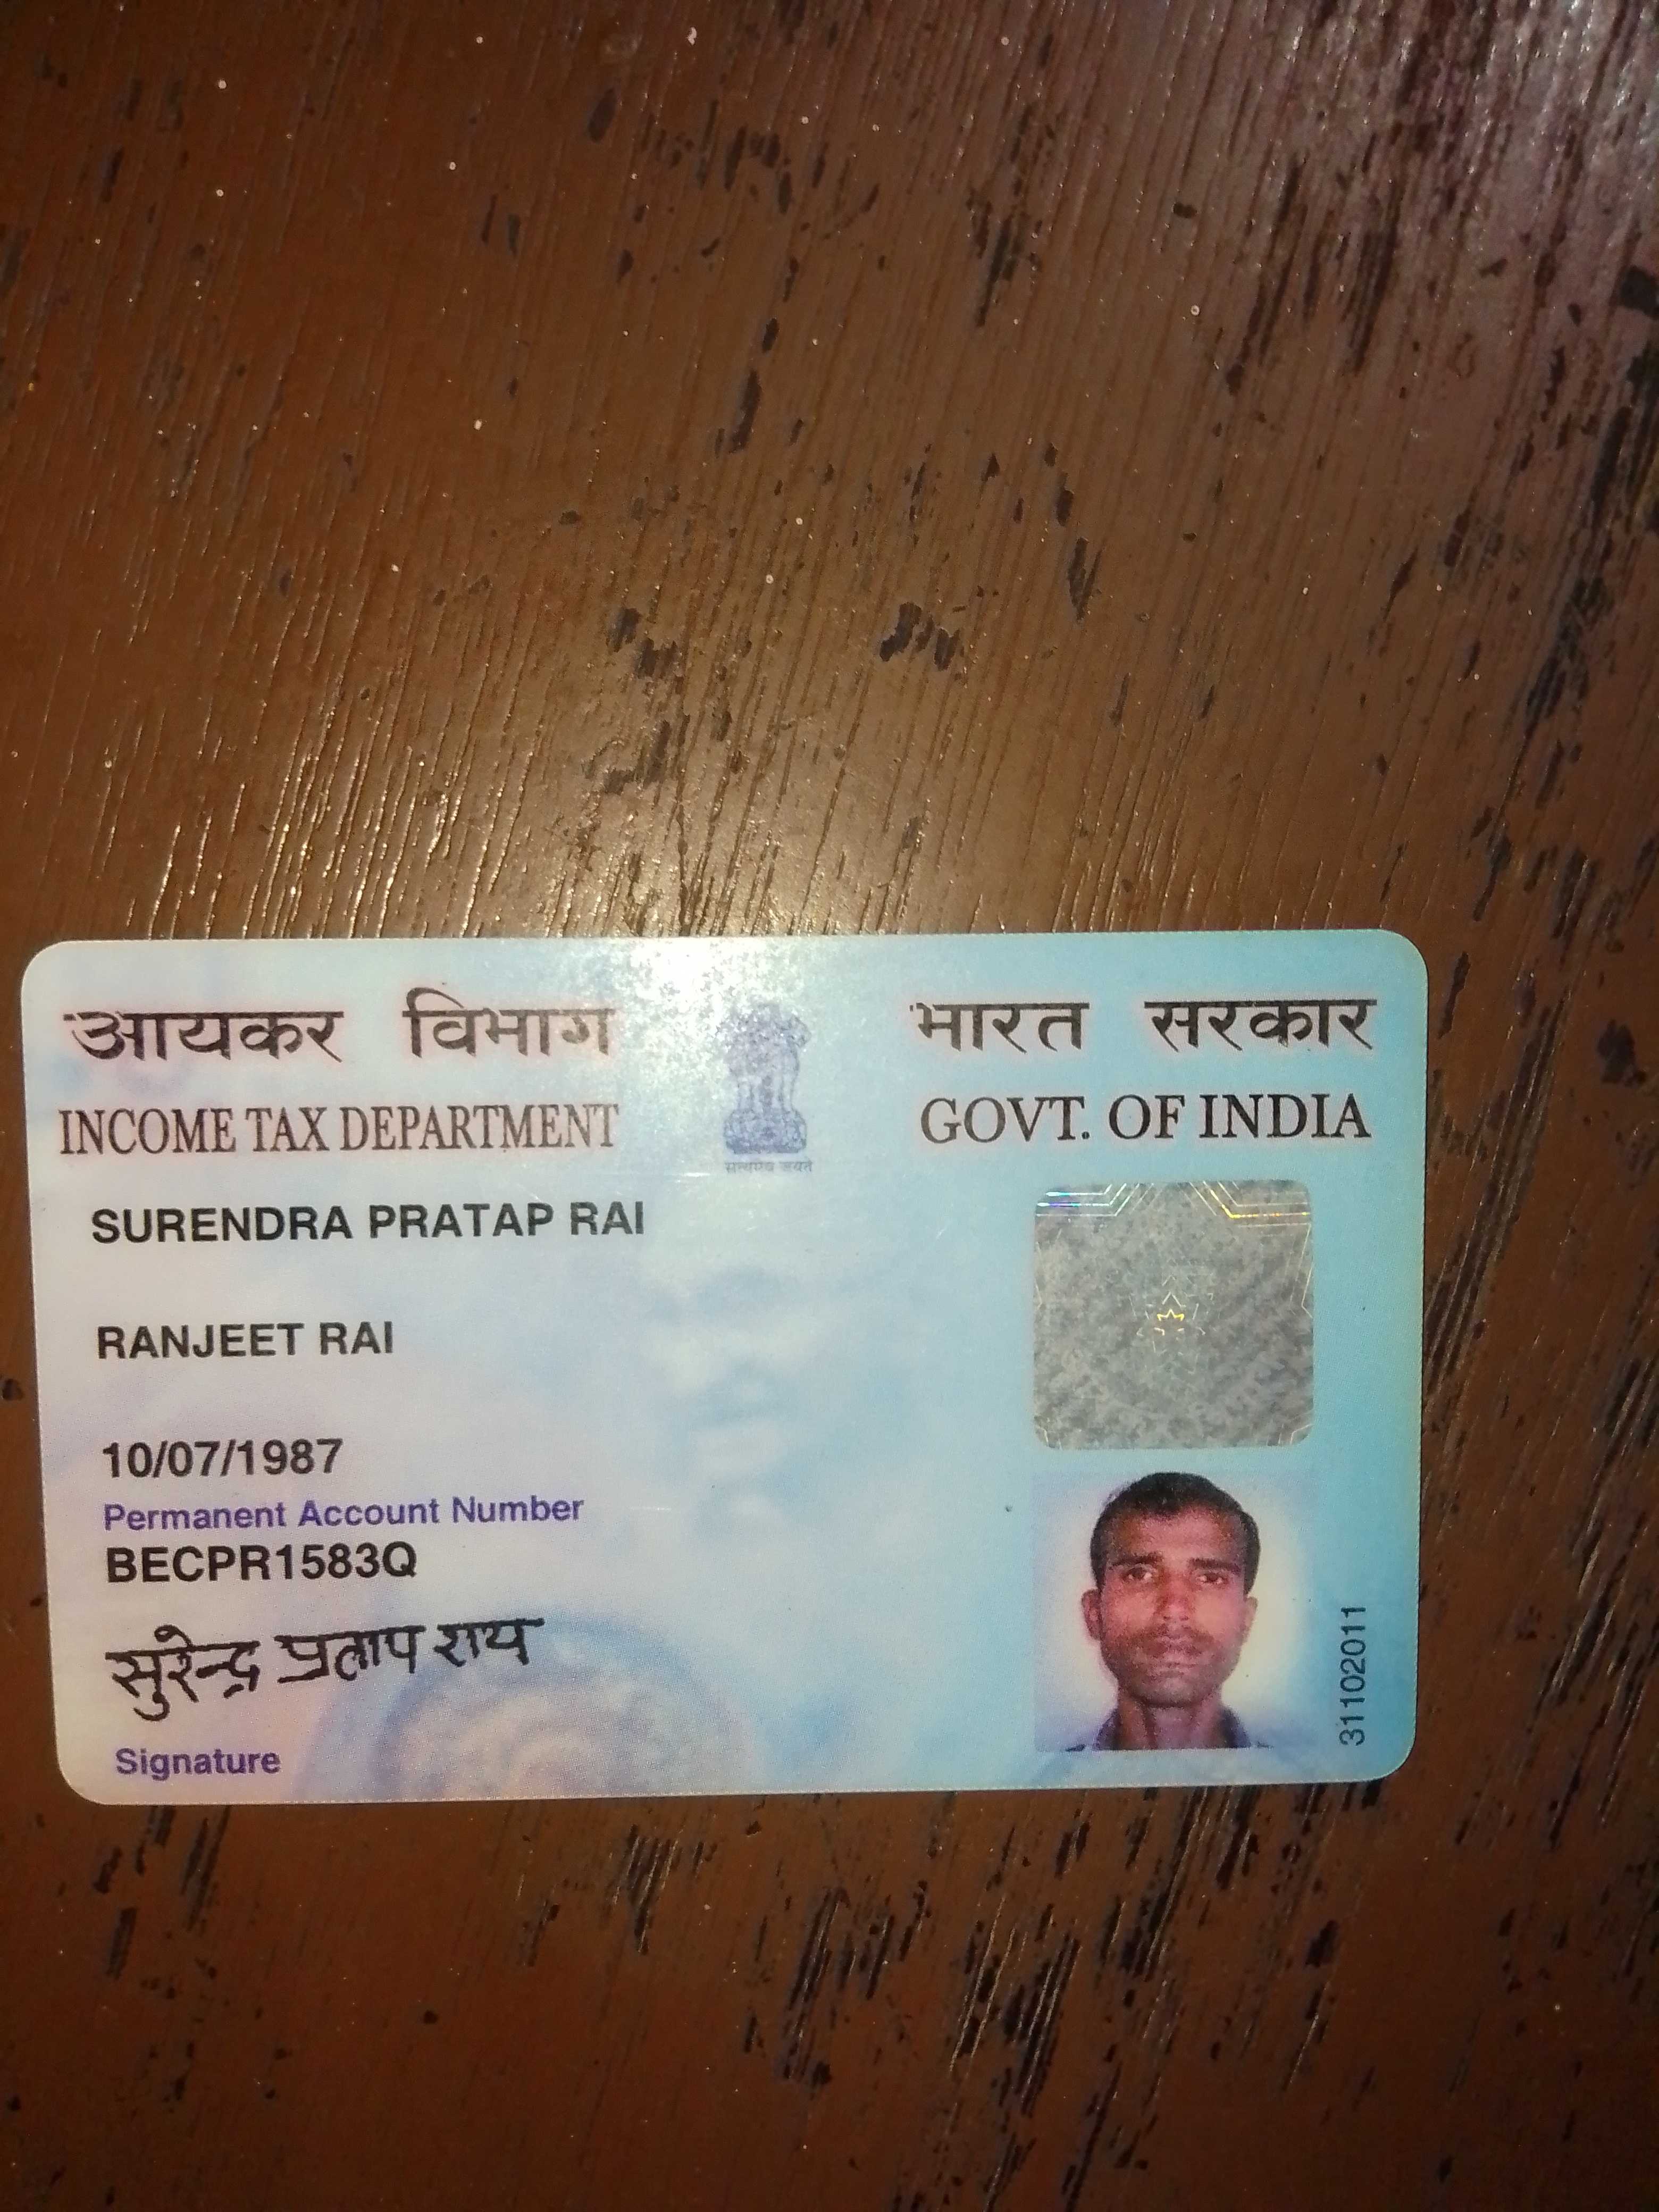 आयकर विभाग
INCOME TAX DEPARTMENT
भारत सरकार
GOVT. OF INDIA
सत्यमेव जयते
SURENDRA PRATAP RAI
RANJEET RAI
10/07/1987
Permanent Account Number
BECPR1583Q
सुरेन्द्र प्रताप राय
Signature
31102011